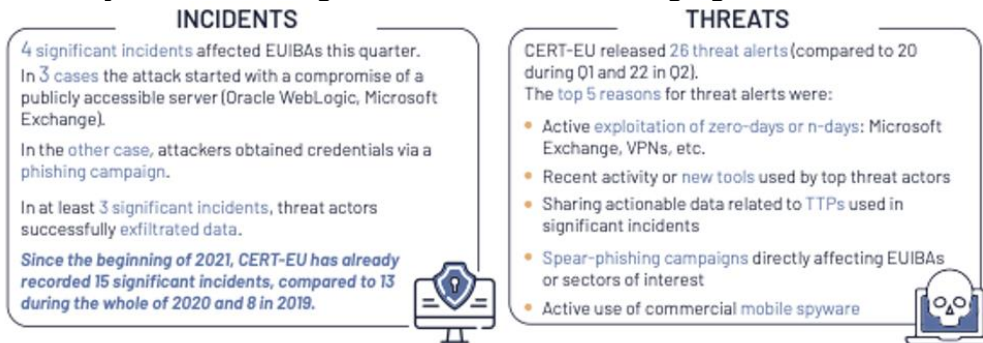 INCIDENTS
4 significant incidents affected EUIBAs this quarter.
In 3 cases the attack started with a compromise of a
publicly accessible server (Oracle WebLogic, Microsoft
Exchange).
In the other case, attackers obtained credentials via a
phishing campaign.
In at least 3 significant incidents, threat actors
successfully exfiltrated data.
Since the beginning of 2021, CERT-EU has already
recorded 15 significant incidents, compared to 13
during the whole of 2020 and 8 in 2019.
THREATS
CERT-EU released 26 threat alerts (compared to 20
during Q1 and 22 in Q2).
The top 5 reasons for threat alerts were:
• Active exploitation of zero-days or n-days: Microsoft
Exchange, VPNs, etc.
• Recent activity or new tools used by top threat actors
• Sharing actionable data related to TTPs used in
significant incidents
• Spear-phishing campaigns directly affecting EUIBAs
or sectors of interest
• Active use of commercial mobile spyware